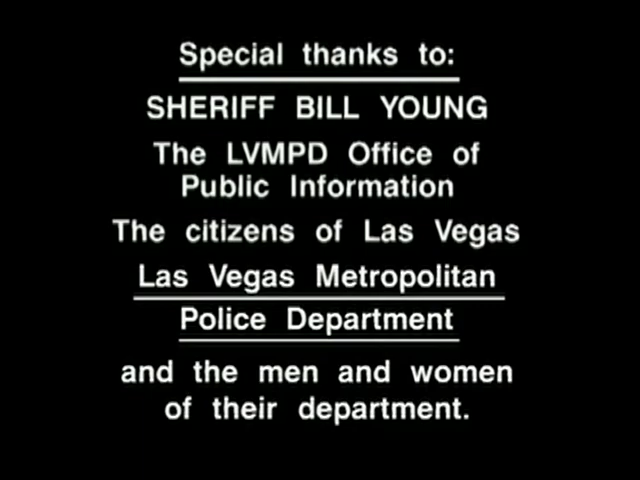 Special thanks to:
SHERIFF BILL YOUNG
The LVMPD Office of
Public Information
The citizens of Las Vegas
Las Vegas Metropolitan
Police Department
and the men and women
of their department.